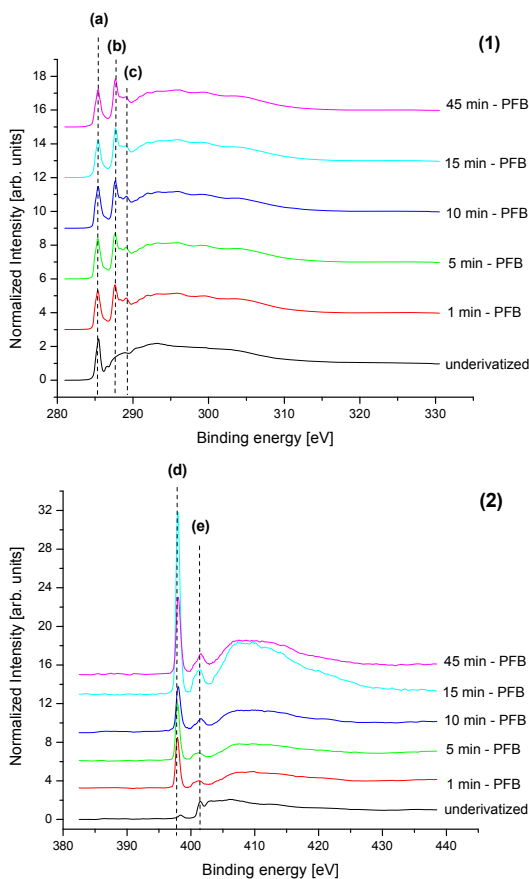 (a)
(b)
(c)
(1)
Normalized Intensity [arb. units]
18
16
14
12
10
8
6
4
2
0
45 min - PFB
15 min - PFB
10 min - PFB
5 min - PFB
1 min - PFB
underivatized
280 290 300 310 320 330
Binding energy [eV]
(d)
(e)
(2)
Normalized Intensity [arb. units]
32
28
24
20
16
12
8
4
0
45 min - PFB
15 min - PFB
10 min - PFB
5 min - PFB
1 min - PFB
underivatized
380 390 400 410 420 430 440
Binding energy [eV]